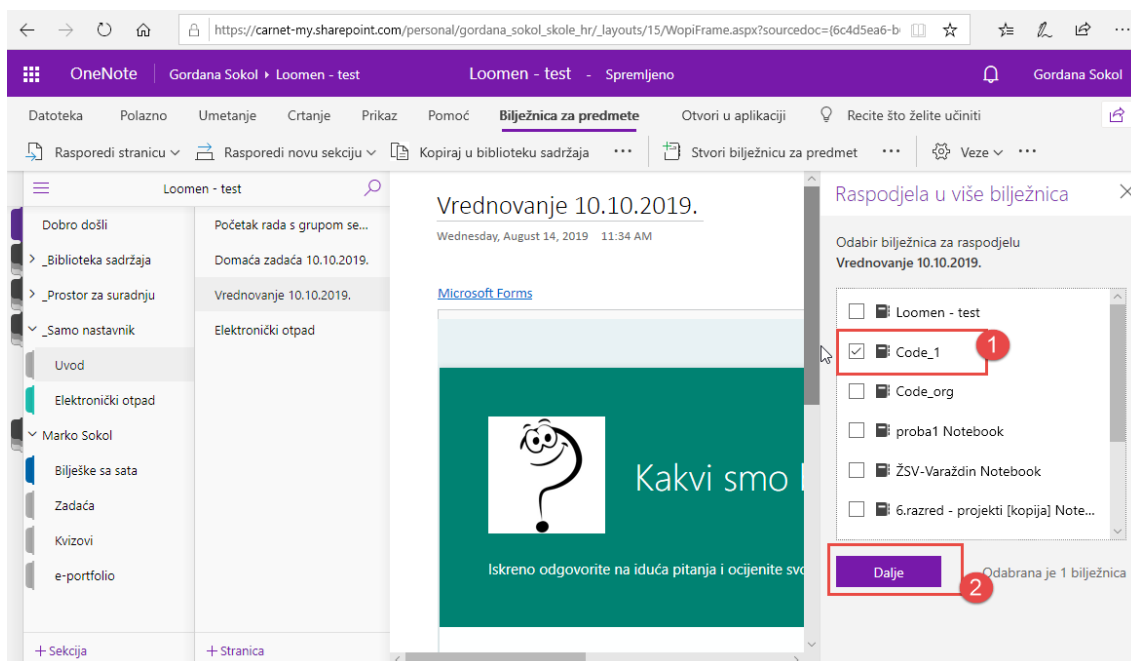 https://carnet-my.sharepoint.com/personal/gordana_sokol_skole_hr/_layouts/15/WopiFrame.aspx?sourcedoc={6c4d5ea6-b
OneNote Gordana Sokol › Loomen - test Loomen - test - Spremljeno Gordana Sokol
Datoteka Polazno Umetanje Crtanje Prikaz Pomoć Bilježnica za predmete Otvori u aplikaciji Recite što želite učiniti
Rasporedi stranicu Rasporedi novu sekciju Kopiraj u biblioteku sadržaja ··· Stvori bilježnicu za predmet ··· Veze ···
Loomen - test
Dobro došli
_Biblioteka sadržaja
_Prostor za suradnju
_Samo nastavnik
Uvod
Elektronički otpad
Marko Sokol
Bilješke sa sata
Zadaća
Kvizovi
e-portfolio
+ Sekcija
Početak rada s grupom se...
Domaća zadaća 10.10.2019.
Vrednovanje 10.10.2019.
Elektronički otpad
+ Stranica
Vrednovanje 10.10.2019.
Wednesday, August 14, 2019 11:34 AM
Microsoft Forms
Kakvi smo
Iskreno odgovorite na iduća pitanja i ocijenite svo
Raspodjela u više bilježnica
Odabir bilježnica za raspodjelu
Vrednovanje 10.10.2019.
Loomen - test
Code_1
1
Code_org
proba1 Notebook
ŽSV-Varaždin Notebook
6.razred - projekti [kopija] Note...
Dalje Odabrana je 1 bilježnica
2